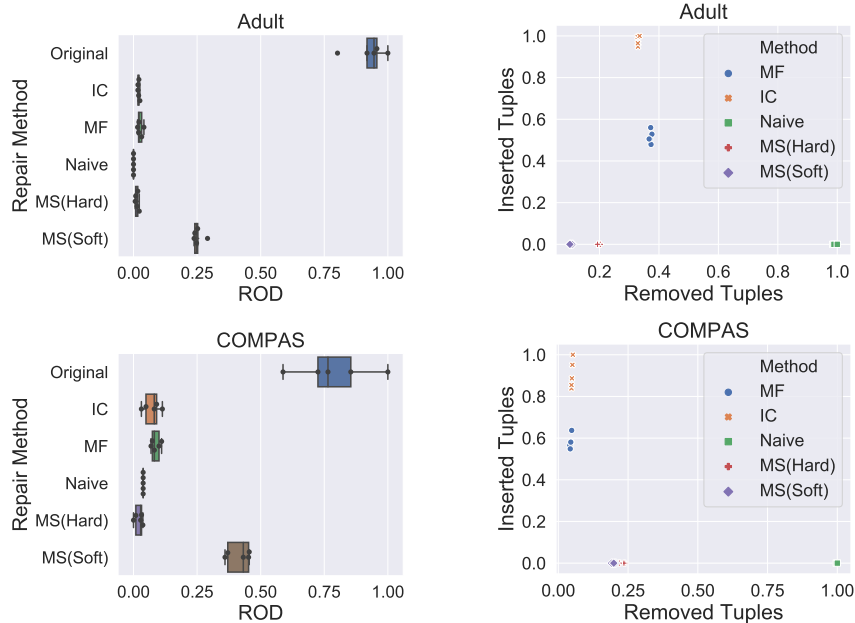 Adult
Repair Method
Original
IC
MF
Naive
MS(Hard)
MS(Soft)
0.00 0.25 0.50 0.75 1.00
ROD
Adult
Inserted Tuples
1.0
0.8
0.6
0.4
0.2
0.0
Method
MF
IC
Naive
MS(Hard)
MS(Soft)
0.2 0.4 0.6 0.8 1.0
Removed Tuples
COMPAS
Repair Method
Original
IC
MF
Naive
MS(Hard)
MS(Soft)
0.00 0.25 0.50 0.75 1.00
ROD
COMPAS
Inserted Tuples
1.0
0.8
0.6
0.4
0.2
0.0
Method
MF
IC
Naive
MS(Hard)
MS(Soft)
0.00 0.25 0.50 0.75 1.00
Removed Tuples